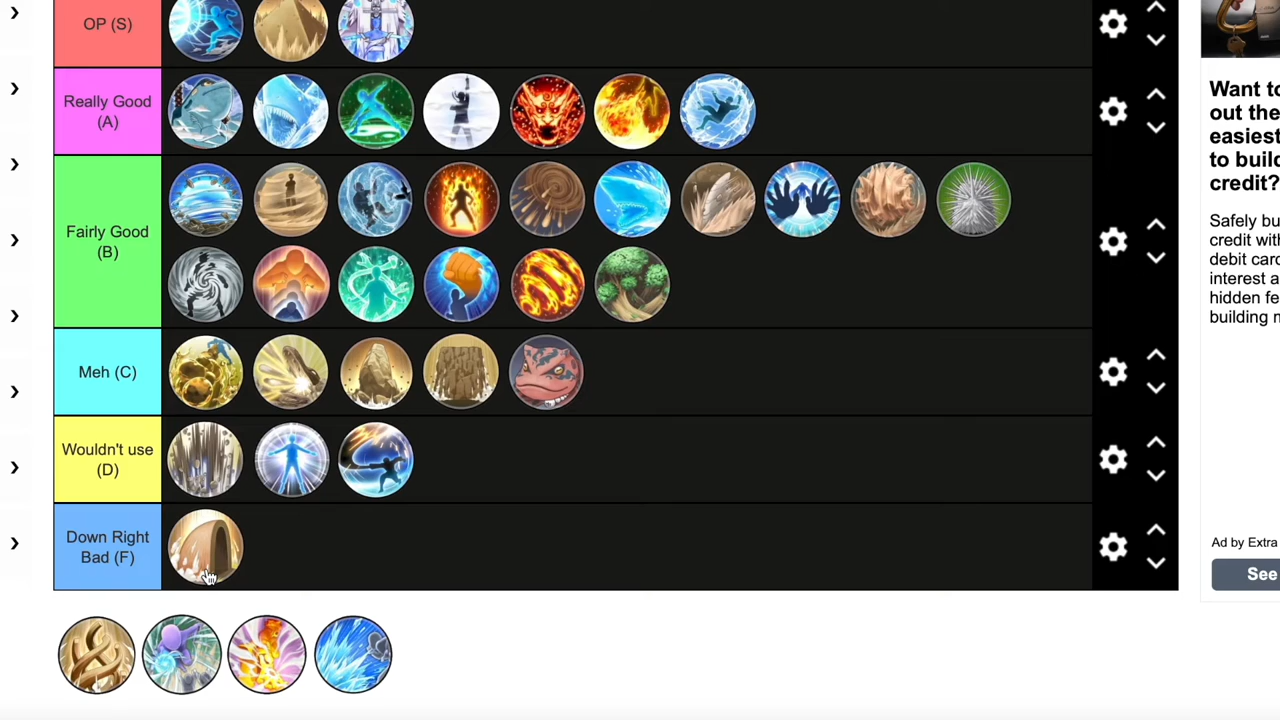 OP (S)
Really Good
(A)
Fairly Good
(B)
Meh (C)
Wouldn't use
(D)
Down Right
Bad (F)
Want to
out the
easiest
to build
credit?
Safely bu
credit with
debit card
interest a
hidden fe
building m
Ad by Extra
See